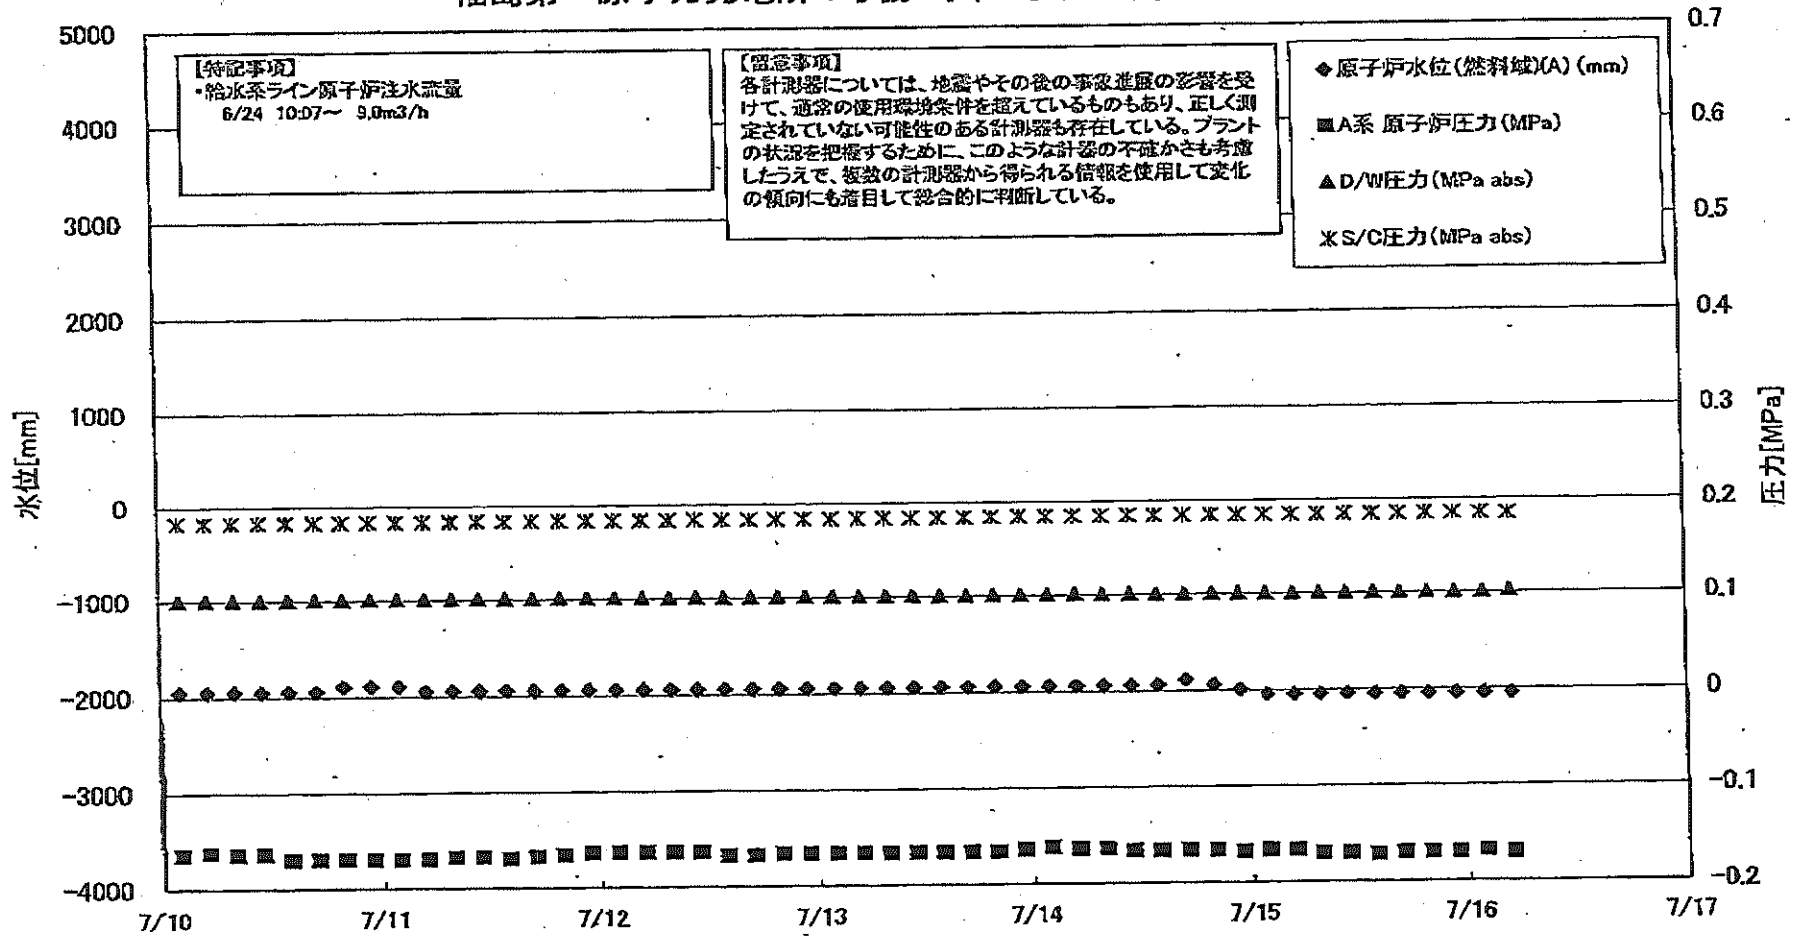 5000
4000
3000
2000
1000
0
-1000
-2000
-3000
-4000
水位[mm]
【特記事項】
・給水系ライン原子炉注水流量
6/24 10:07～ 9.0m3/h
【留意事項】
各計測器については、地震やその後の事象進展の影響を受
けて、通常の使用環境条件を超えているものもあり、正しく測
定されていない可能性のある計測器も存在している。プラント
の状況を把握するために、このような計器の不確かさも考慮
したうえで、複数の計測器から得られる情報を使用して変化
の傾向にも着目して総合的に判断している。
◆原子炉水位(燃料域)(A)(mm)
■A系 原子炉圧力(MPa)
▲D/W圧力(MPa abs)
S/C圧力(MPa abs)
0.7
0.6
0.5
0.4
0.3
0.2
0.1
0
-0.1
-0.2
圧力[MPa]
7/10 7/11 7/12 7/13 7/14 7/15 7/16 7/17